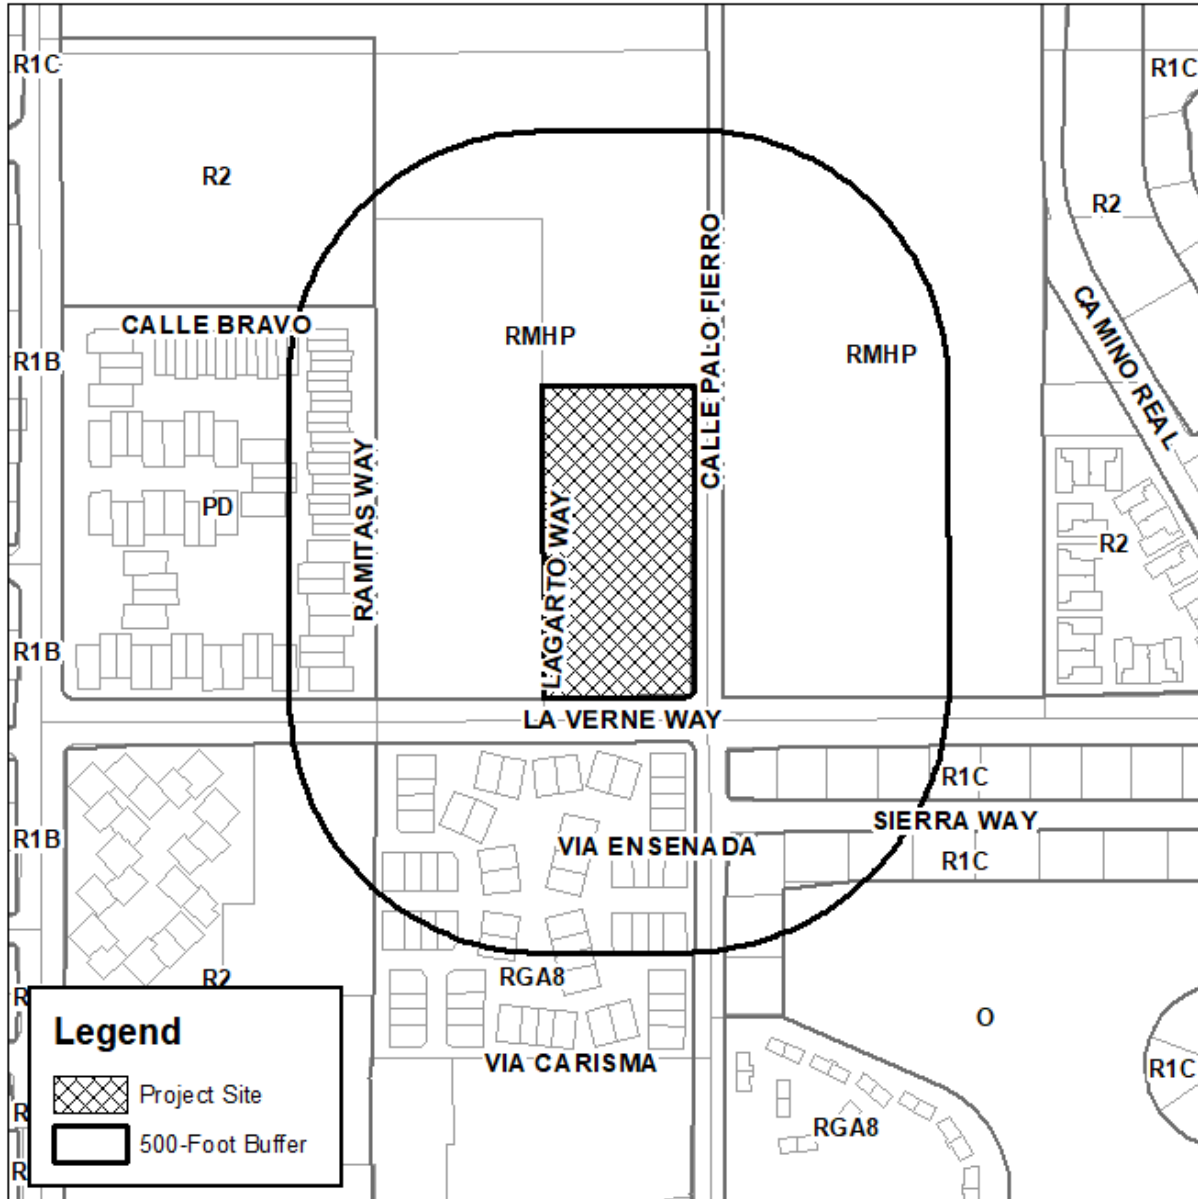 R1C
R1C
R2
R2
CALLE PALO FIERRO
CALLE BRAVO
RMHP
RMHP
CAMINO REAL
R1B
RAMITAS WAY
PD
LAGARTO WAY
R2
R1B
LA VERNE WAY
R1C
SIERRA WAY
R1B
VIA ENSENADA
R1C
R2
RGA8
R
O
Legend
VIA CARISMA
R1C
Project Site
R
RGA8
500-Foot Buffer
R